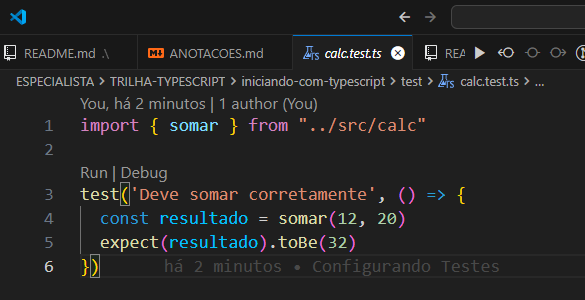 README.md .\ ANOTACOES.md calc.test.ts REA
ESPECIALISTA > TRILHA-TYPESCRIPT > iniciando-com-typescript > test > TS calc.test.ts > ...
You, há 2 minutos | 1 author (You)
1 import { somar } from "../src/calc"
2
Run | Debug
3 test('Deve somar corretamente', () => {
4 const resultado = somar(12, 20)
5 expect(resultado).toBe(32)
6 }) há 2 minutos • Configurando Testes